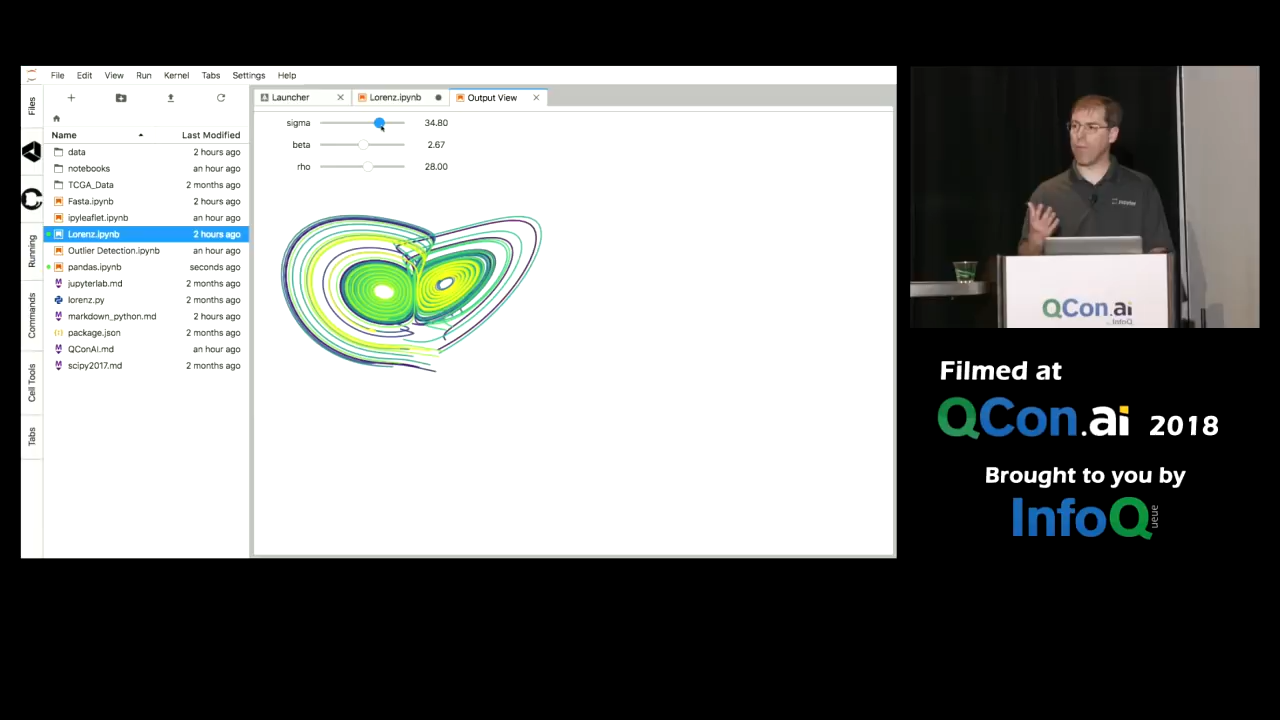 File Edit View Run Kernel Tabs Settings Help
Files
Running
Commands
Cell Tools
Tabs
Name Last Modified
data 2 hours ago
notebooks an hour ago
TCGA_Data 2 months ago
Fasta.ipynb 2 hours ago
ipyleaflet.ipynb an hour ago
Lorenz.ipynb 2 hours ago
Outlier Detection.ipynb an hour ago
pandas.ipynb seconds ago
jupyterlab.md 2 months ago
lorenz.py 2 months ago
markdown_python.md 2 hours ago
package.json 2 months ago
QConAI.md an hour ago
scipy2017.md 2 months ago
Launcher Lorenz.ipynb Output View
sigma 34.80
beta 2.67
rho 28.00
QCon.ai
by InfoQ
Filmed at
QCon.ai 2018
Brought to you by
InfoQ
ueue